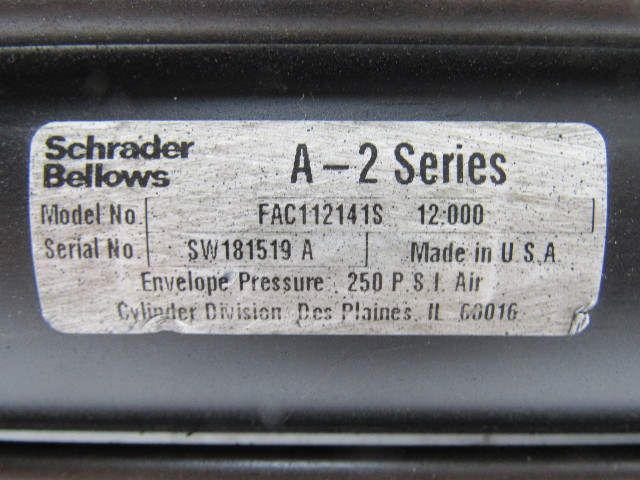 Schrader
Bellows
A-2 Series
Model No. FAC112141S 12.000
Serial No. SW181519 A Made in U.S.A.
Envelope Pressure 250 P.S.I. Air
Cylinder Division, Des Plaines, IL 60016